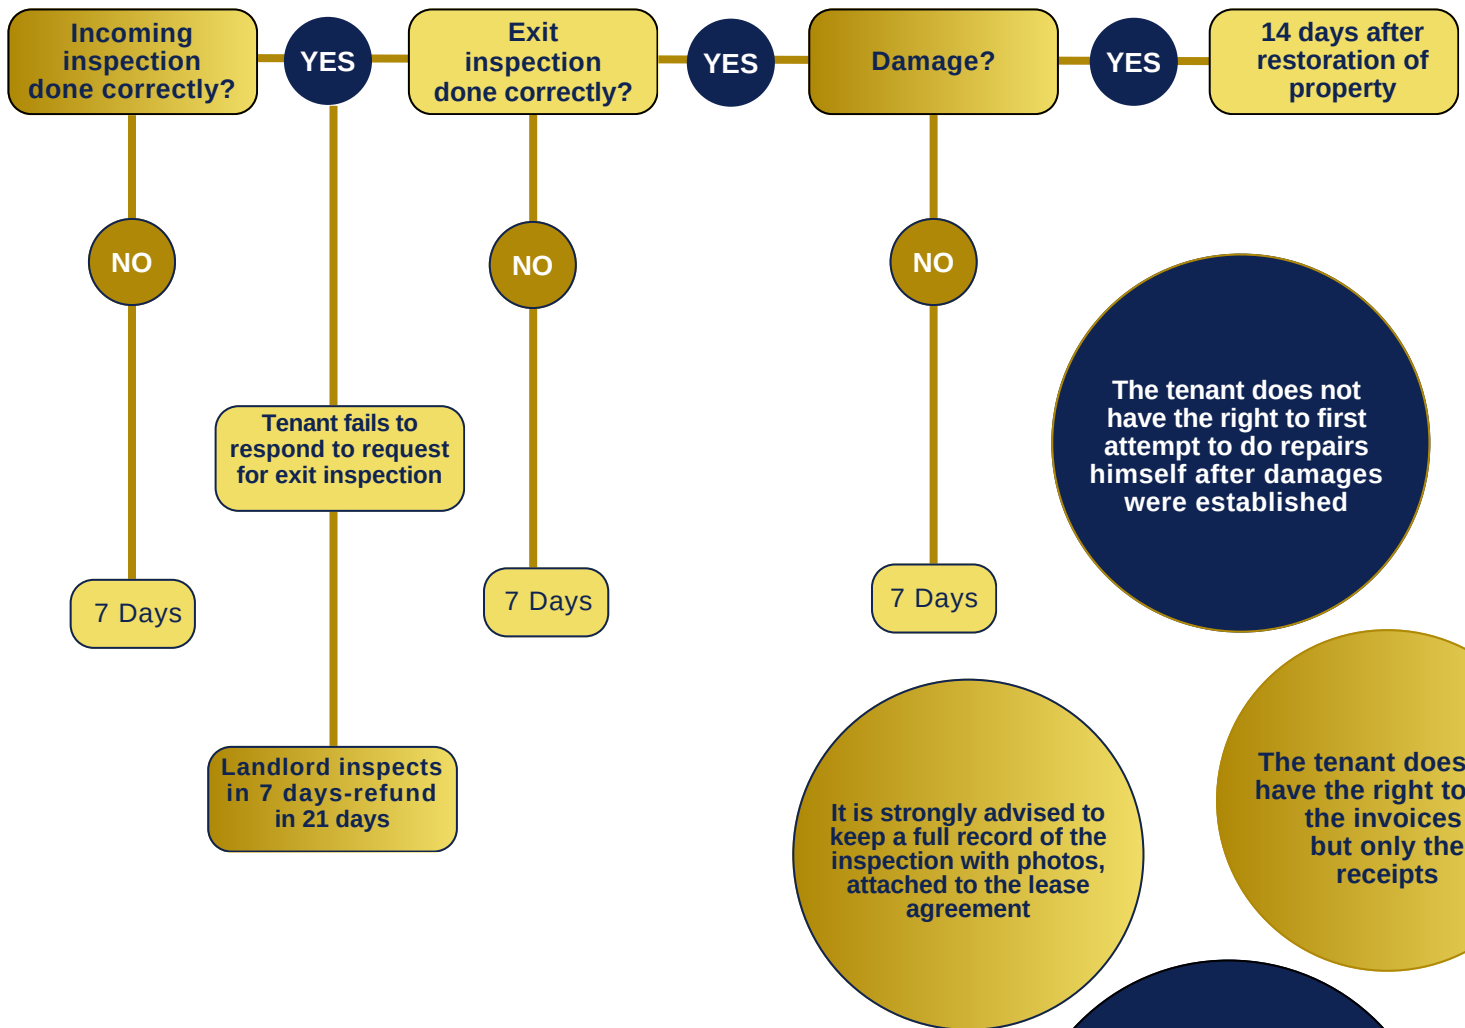 Incoming
inspection
done correctly?
YES
Exit
inspection
done correctly?
YES
Damage?
YES
14 days after
restoration of
property
NO
NO
NO
Tenant fails to
respond to request
for exit inspection
7 Days
7 Days
7 Days
Landlord inspects
in 7 days-refund
in 21 days
The tenant does not
have the right to first
attempt to do repairs
himself after damages
were established
It is strongly advised to
keep a full record of the
inspection with photos,
attached to the lease
agreement
The tenant does
have the right to
the invoices
but only the
receipts